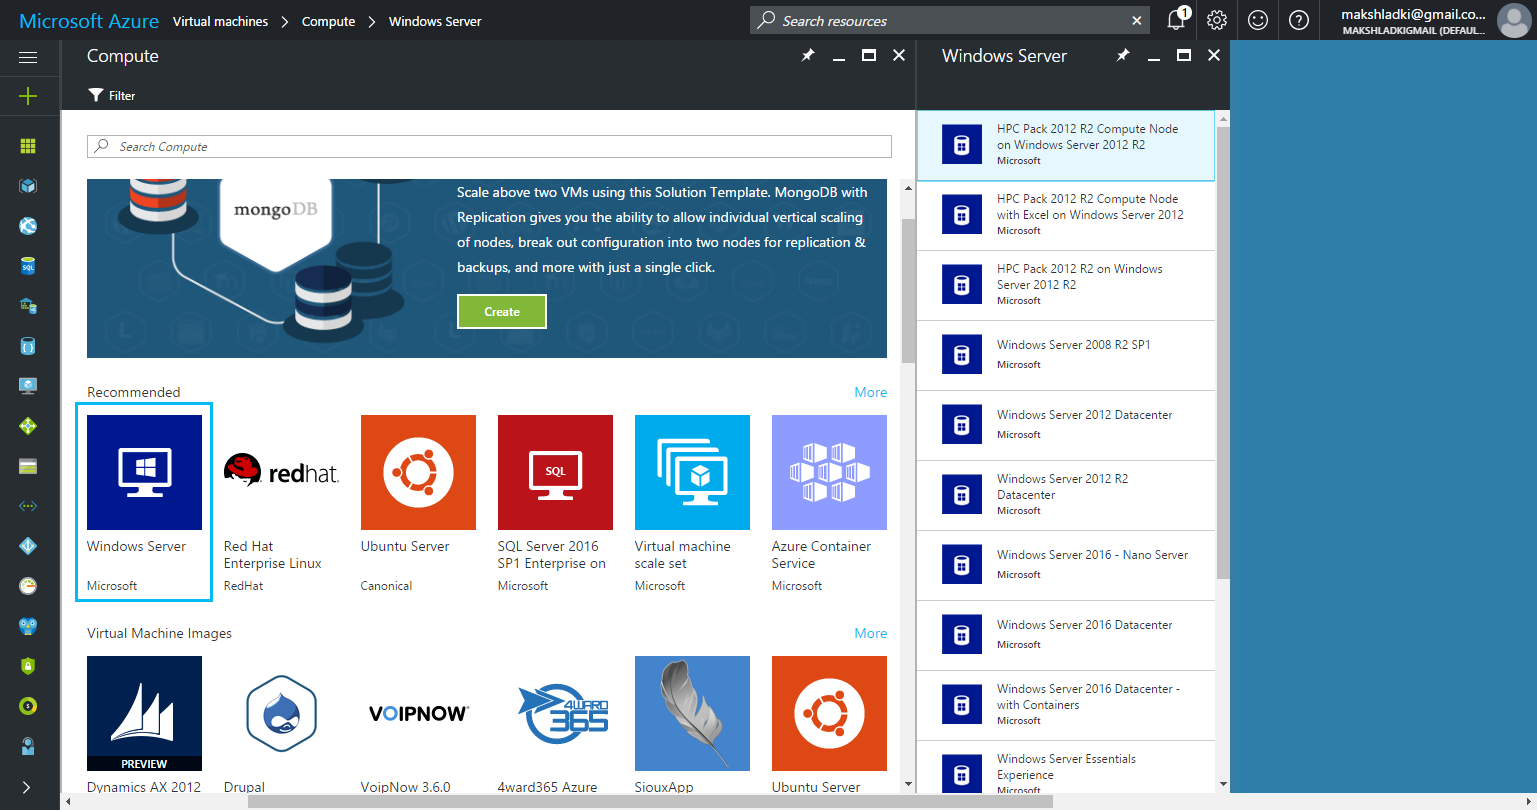 Microsoft Azure
Virtual machines
Compute
Windows Server
Search resources
1
makshladki@gmail.co...
MAKSHLADKIGMAIL (DEFAUL...
Compute
Filter
Search Compute
mongoDB
Scale above two VMs using this Solution Template. MongoDB with
Replication gives you the ability to allow individual vertical scaling
of nodes, break out configuration into two nodes for replication &
backups, and more with just a single click.
Create
Recommended
More
Windows Server
Microsoft
redhat.
Red Hat
Enterprise Linux
RedHat
Ubuntu Server
Canonical
SQL
SQL Server 2016
SP1 Enterprise on
Microsoft
Virtual machine
scale set
Microsoft
Azure Container
Service
Microsoft
Virtual Machine Images
More
PREVIEW
Dynamics AX 2012
Drupal
VOIPNOW
VoipNow 3.6.0
4WARD
365
4ward365 Azure
SiouxApp
Ubuntu Server
Windows Server
HPC Pack 2012 R2 Compute Node
on Windows Server 2012 R2
Microsoft
HPC Pack 2012 R2 Compute Node
with Excel on Windows Server 2012
Microsoft
HPC Pack 2012 R2 on Windows
Server 2012 R2
Microsoft
Windows Server 2008 R2 SP1
Microsoft
Windows Server 2012 Datacenter
Microsoft
Windows Server 2012 R2
Datacenter
Microsoft
Windows Server 2016 - Nano Server
Microsoft
Windows Server 2016 Datacenter
Microsoft
Windows Server 2016 Datacenter -
with Containers
Microsoft
Windows Server Essentials
Experience
Microsoft
SQL